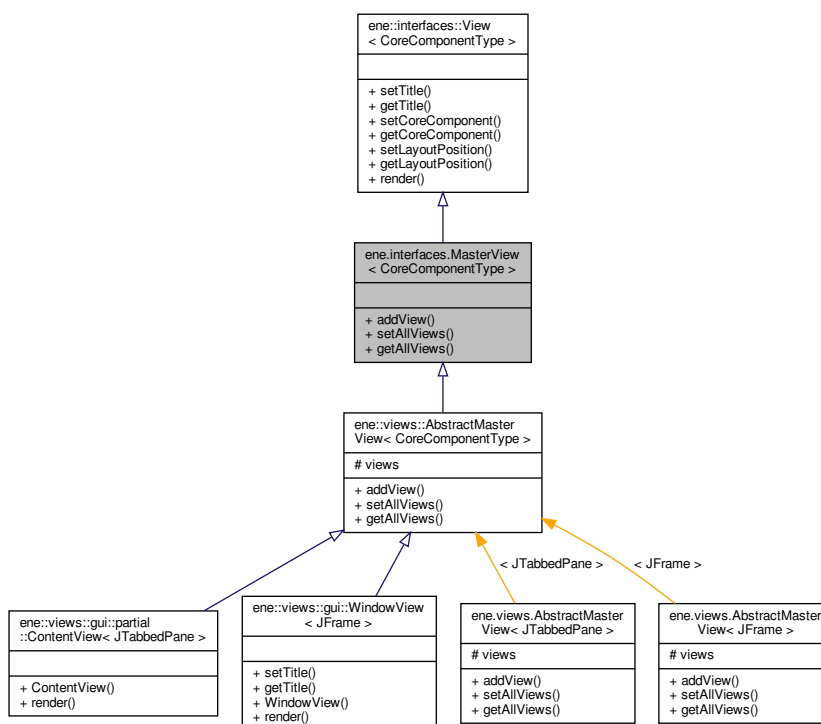 ene::interfaces::View
< CoreComponentType >
+ setTitle()
+ getTitle()
+ setCoreComponent()
+ getCoreComponent()
+ setLayoutPosition()
+ getLayoutPosition()
+ render()
ene.interfaces.MasterView
< CoreComponentType >
+ addView()
+ setAllViews()
+ getAllViews()
ene::views::AbstractMaster
View< CoreComponentType >
# views
+ addView()
+ setAllViews()
+ getAllViews()
< JTabbedPane >
< JFrame >
ene::views::gui::partial
::ContentView< JTabbedPane >
+ ContentView()
+ render()
ene::views::gui::WindowView
< JFrame >
+ setTitle()
+ getTitle()
+ WindowView()
+ render()
ene.views.AbstractMaster
View< JTabbedPane >
# views
+ addView()
+ setAllViews()
+ getAllViews()
ene.views.AbstractMaster
View< JFrame >
# views
+ addView()
+ setAllViews()
+ getAllViews()